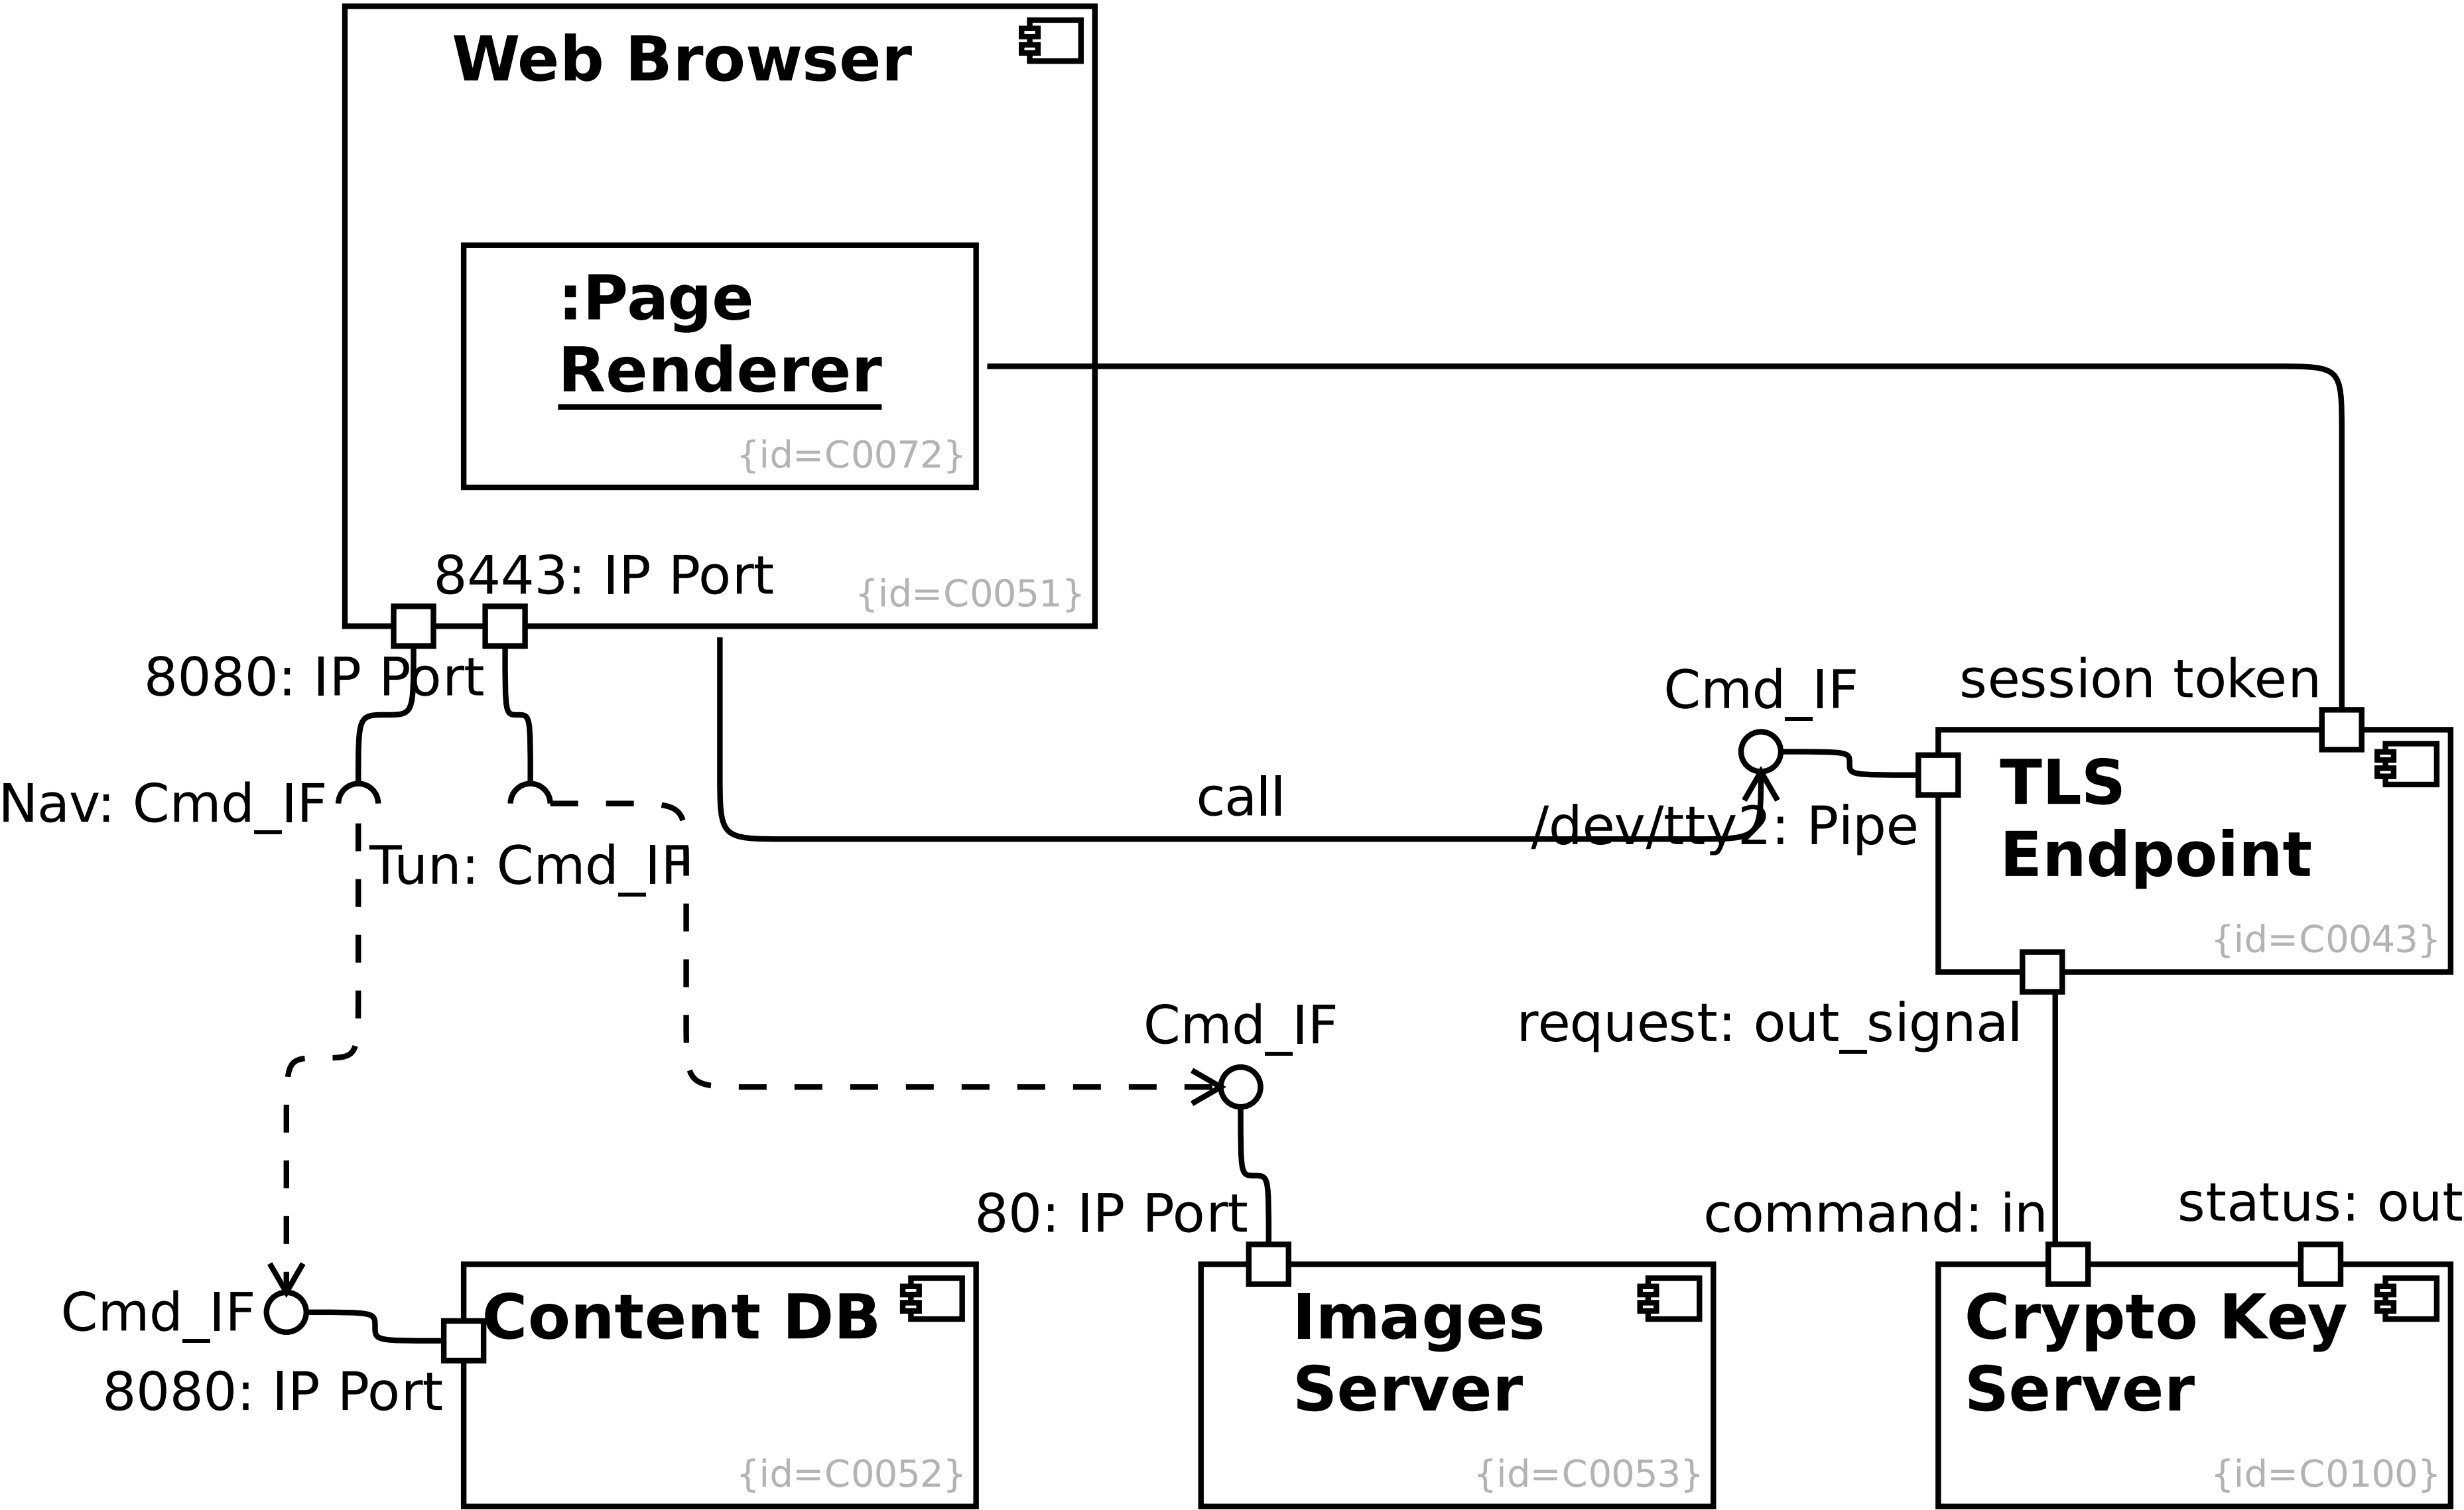 Web Browser
:Page
Renderer
{id=C0072}
8443: IP Port
{id=C0051}
8080: IP Port
Cmd_IF
session token
Nav: Cmd_IF
call
/dev/tty2: Pipe
TLS
Endpoint
Tun: Cmd_IF
{id=C0043}
Cmd_IF
request: out_signal
80: IP Port
command: in
status: out
Cmd_IF
8080: IP Port
Content DB
{id=C0052}
Images
Server
{id=C0053}
Crypto Key
Server
{id=C0100}